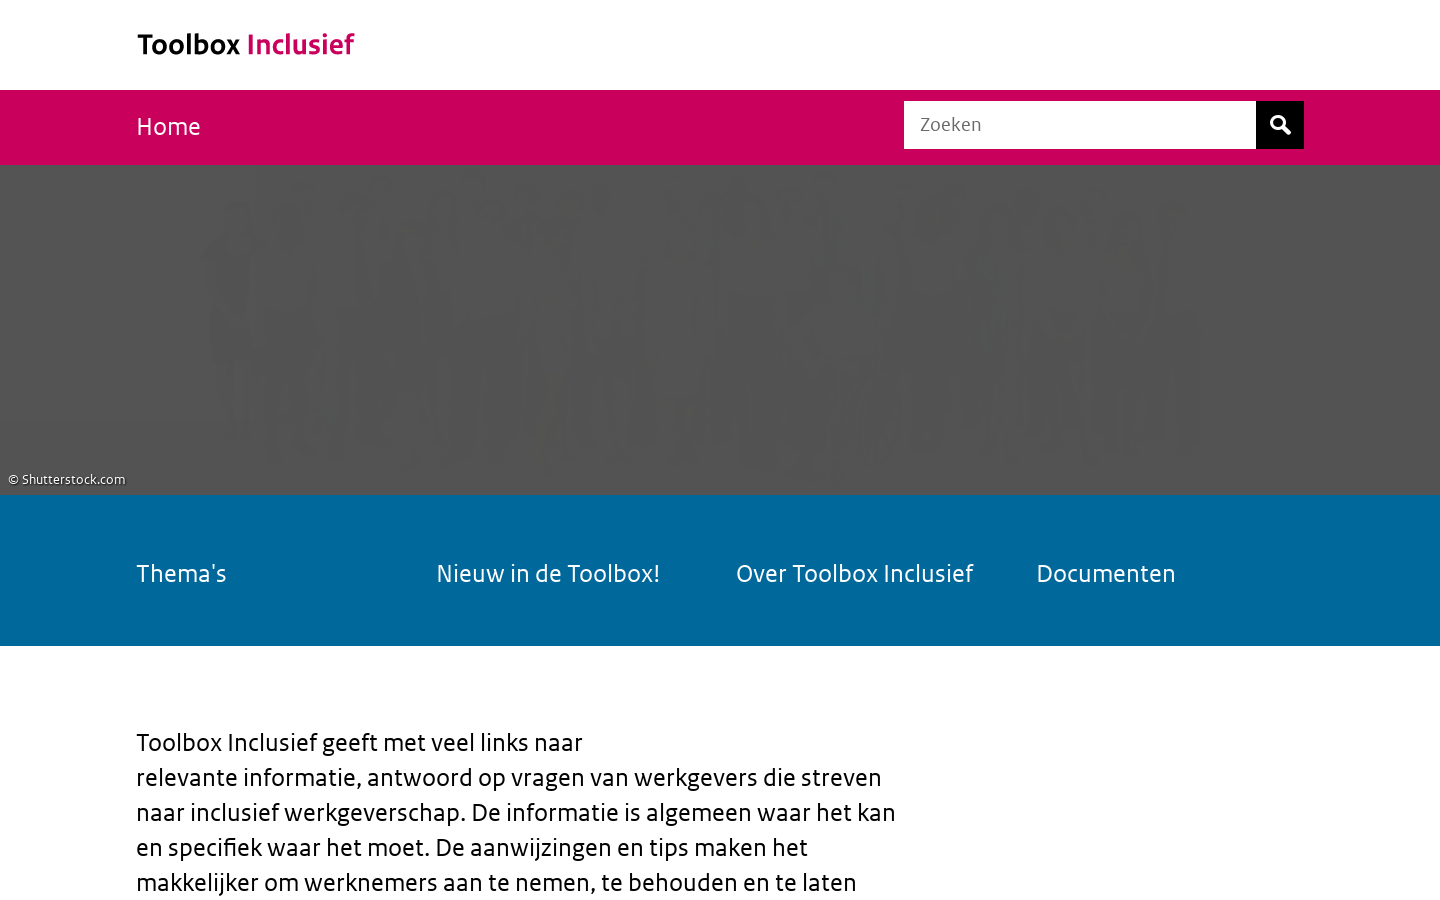 Toolbox Inclusief
Home
Zoeken
© Shutterstock.com
Thema's
Nieuw in de Toolbox!
Over Toolbox Inclusief
Documenten
Toolbox Inclusief geeft met veel links naar
relevante informatie, antwoord op vragen van werkgevers die streven
naar inclusief werkgeverschap. De informatie is algemeen waar het kan
en specifiek waar het moet. De aanwijzingen en tips maken het
makkelijker om werknemers aan te nemen, te behouden en te laten